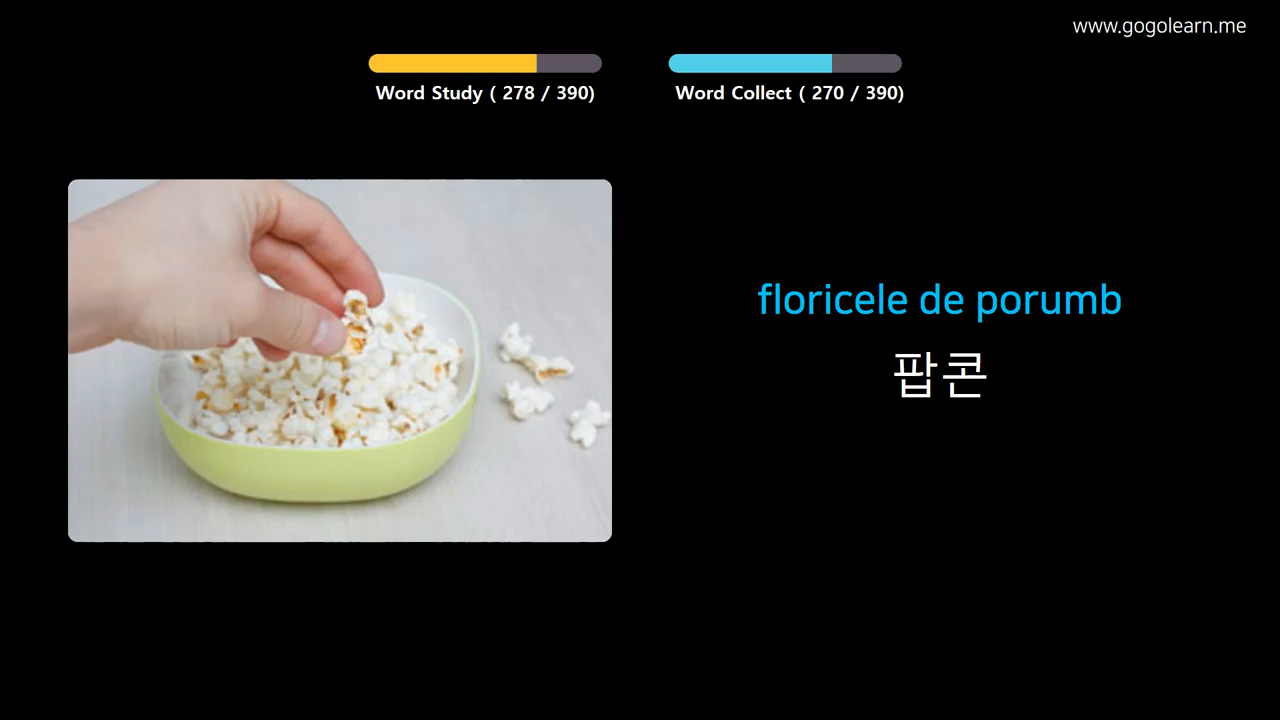 www.gogolearn.me
Word Study ( 278 / 390)
Word Collect ( 270 / 390)
floricele de porumb
팝콘